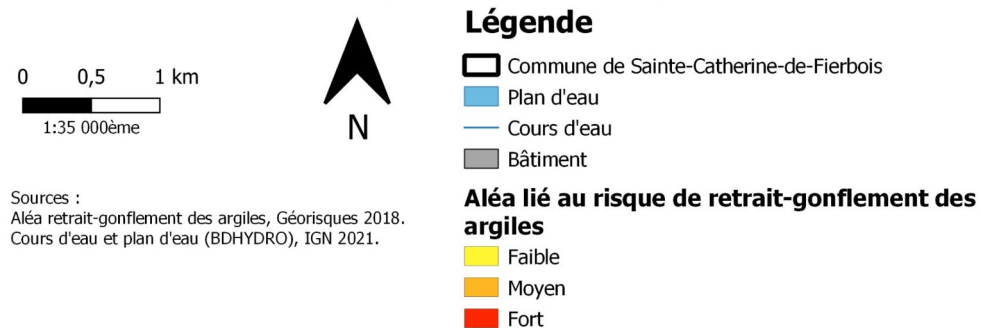 0 0,5 1 km
1:35 000ème
N
Sources :
Aléa retrait-gonflement des argiles, Géorisques 2018.
Cours d'eau et plan d'eau (BDHYDRO), IGN 2021.
Légende
Commune de Sainte-Catherine-de-Fierbois
Plan d'eau
Cours d'eau
Bâtiment
Aléa lié au risque de retrait-gonflement des
argiles
Faible
Moyen
Fort